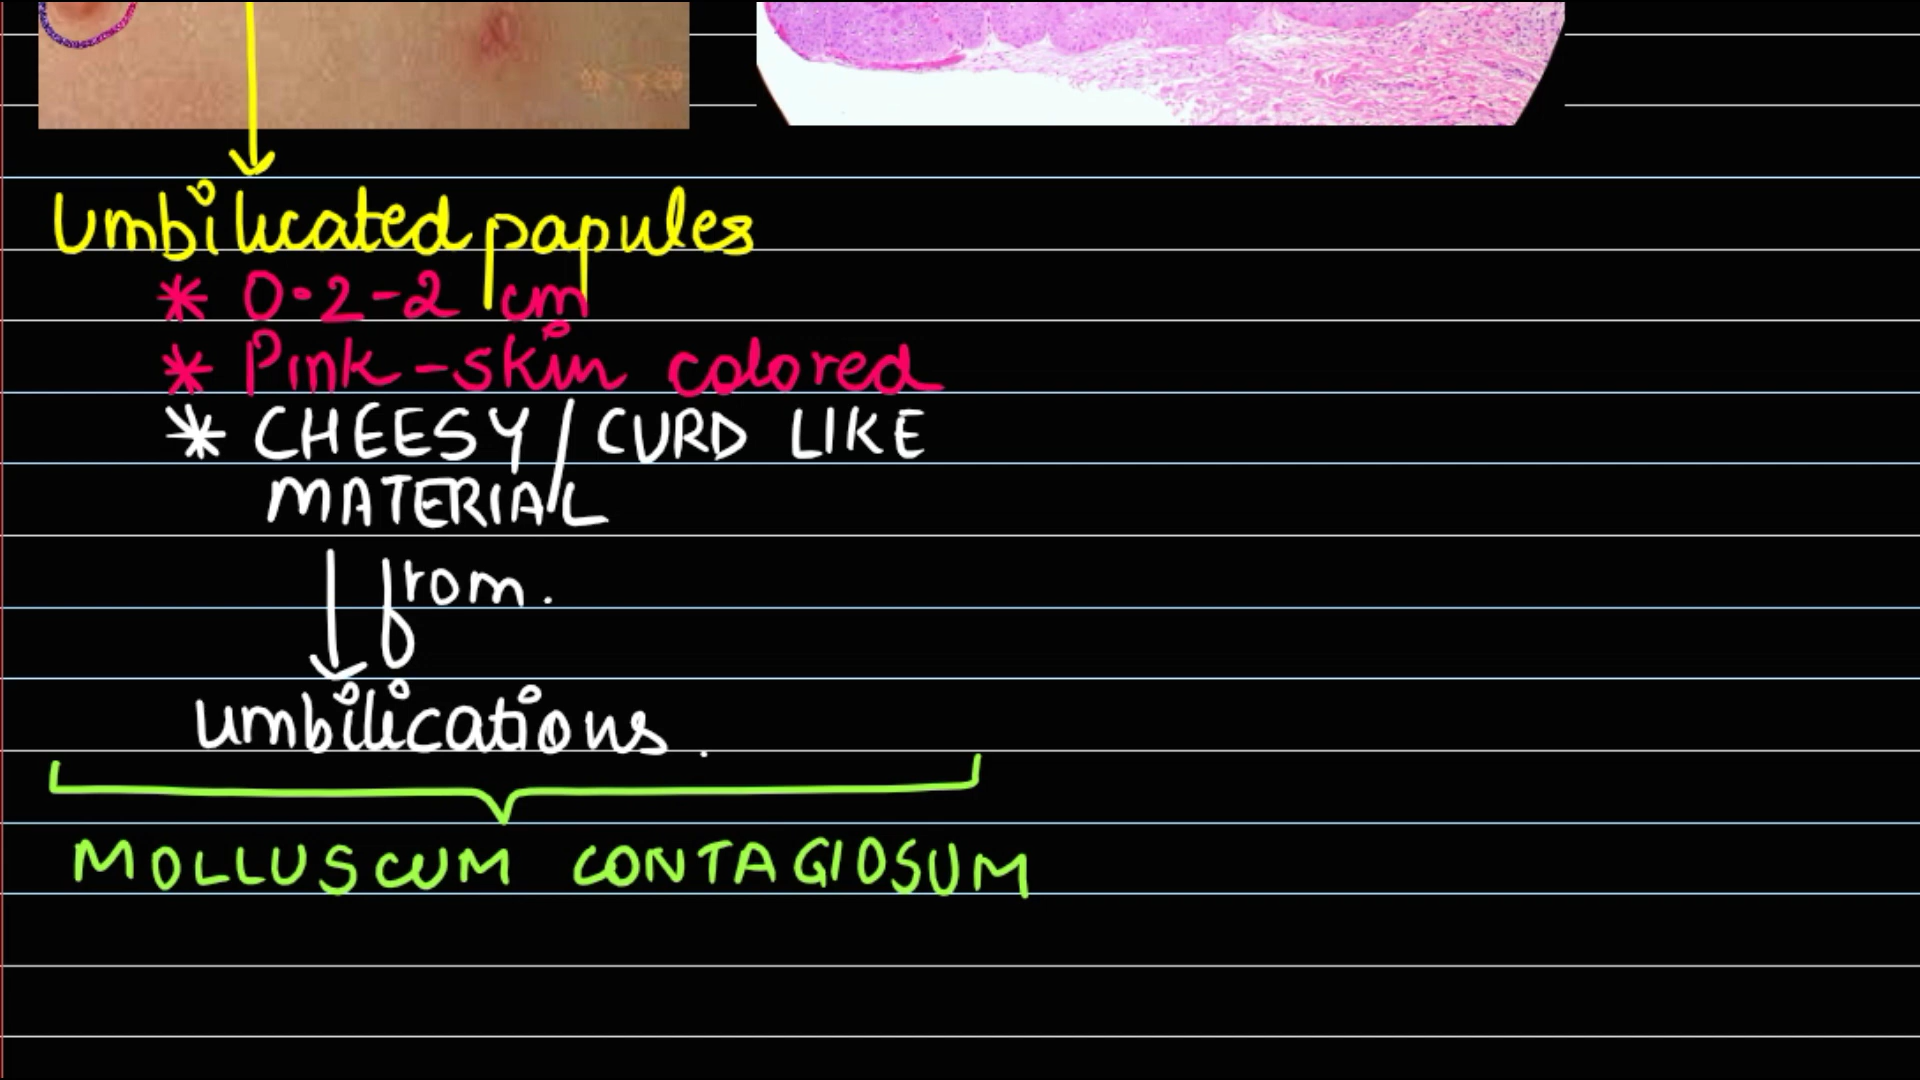 Umbilicated papules
* 0.2-2 cm
* Pink-skin colored
* CHEESY / CURD LIKE
MATERIAL
from.
umbilications.
MOLLUSCUM CONTAGIOSUM